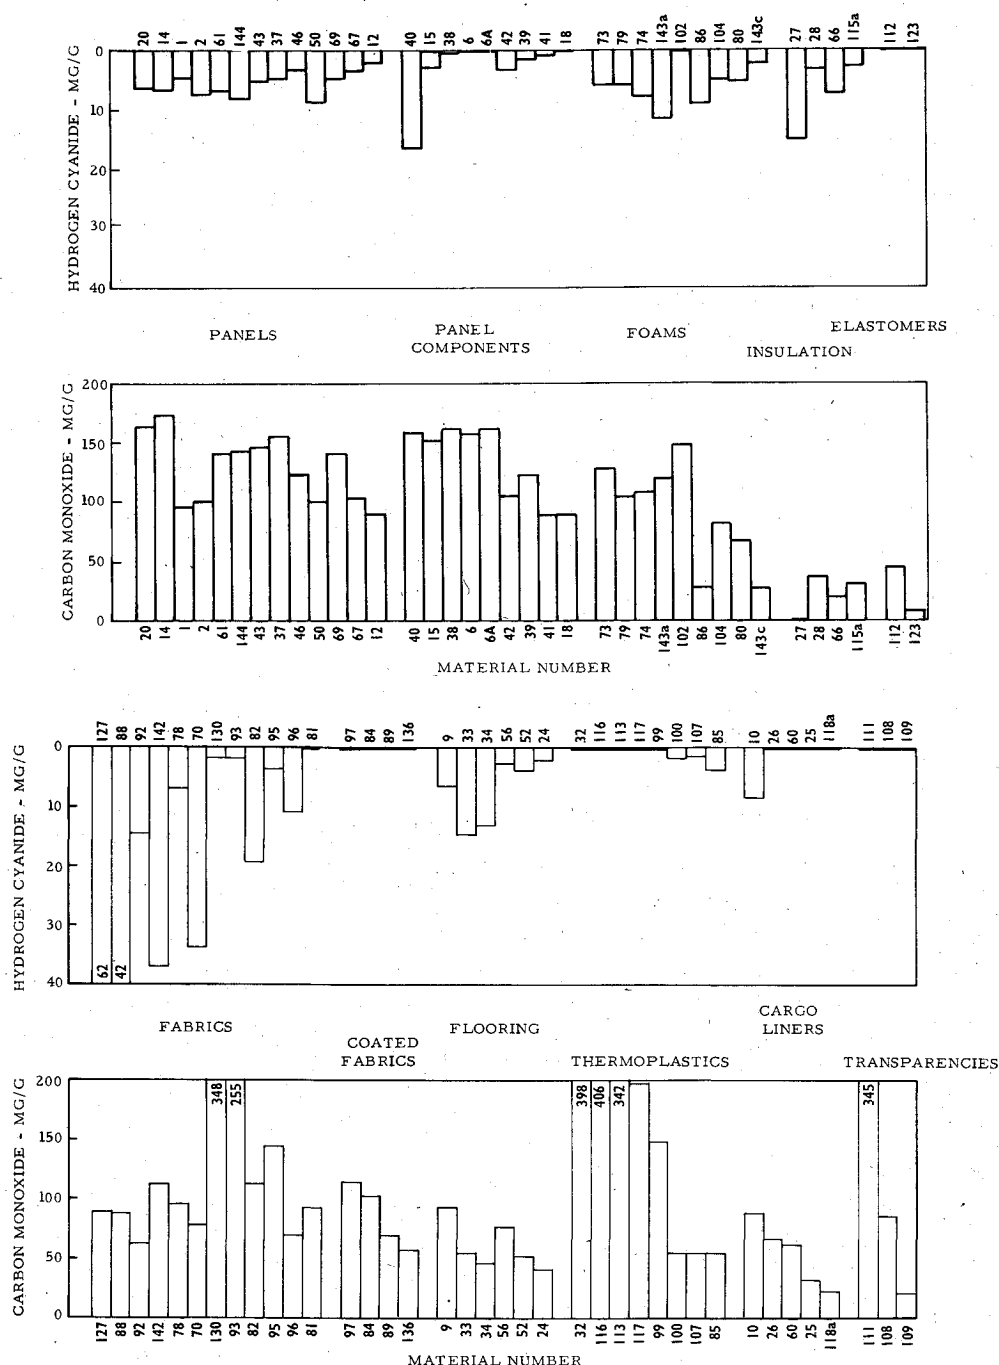 20 14 1 2 61 144 43 37 46 50 69 67 12 40 15 38 6 6A 42 39 41 18 73 79 74 143a 102 86 104 80 143c 27 28 66 115a 112 123
HYDROGEN CYANIDE - MG/G
0
10
20
30
40
PANELS
PANEL
COMPONENTS
FOAMS
INSULATION
ELASTOMERS
CARBON MONOXIDE - MG/G
200
150
100
50
0
20 14 1 2 61 144 43 37 46 50 69 67 12 40 15 38 6 6A 42 39 41 18 73 79 74 143a 102 86 104 80 143c 27 28 66 115a 112 123
MATERIAL NUMBER
127 88 92 142 78 70 130 93 82 95 96 81 97 84 89 136 9 33 34 56 52 24 32 116 113 117 99 100 107 85 10 26 60 25 118a 111 108 109
HYDROGEN CYANIDE - MG/G
0
10
20
30
40
62 42
FABRICS
COATED
FABRICS
FLOORING
THERMOPLASTICS
CARGO
LINERS
TRANSPARENCIES
CARBON MONOXIDE - MG/G
200
150
100
50
0
348 255 398 406 342 345
127 88 92 142 78 70 130 93 82 95 96 81 97 84 89 136 9 33 34 56 52 24 32 116 113 117 99 100 107 85 10 26 60 25 118a 111 108 109
MATERIAL NUMBER